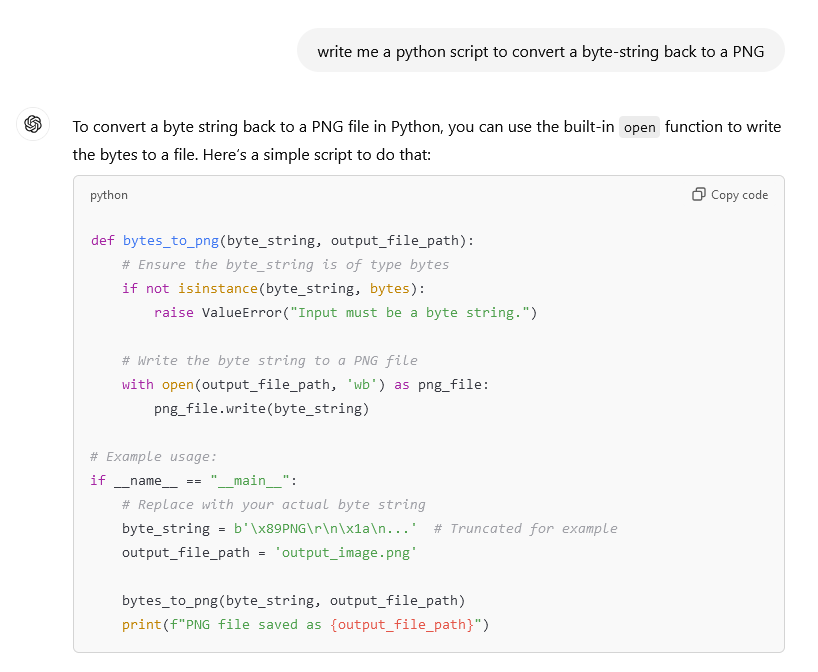 write me a python script to convert a byte-string back to a PNG
To convert a byte string back to a PNG file in Python, you can use the built-in open function to write
the bytes to a file. Here's a simple script to do that:
python
Copy code
def bytes_to_png(byte_string, output_file_path):
    # Ensure the byte_string is of type bytes
    if not isinstance(byte_string, bytes):
        raise ValueError("Input must be a byte string.")
    # Write the byte string to a PNG file
    with open(output_file_path, 'wb') as png_file:
        png_file.write(byte_string)
# Example usage:
if __name__ == "__main__":
    # Replace with your actual byte string
    byte_string = b'\x89PNG\r\n\x1a\n...'  # Truncated for example
    output_file_path = 'output_image.png'
    bytes_to_png(byte_string, output_file_path)
    print(f"PNG file saved as {output_file_path}")